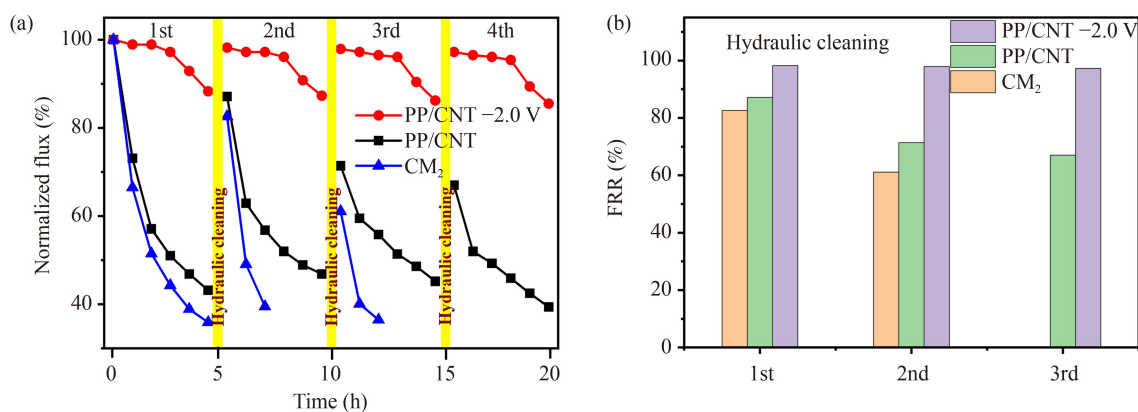 (a)
1st 2nd 3rd 4th
100
80
60
40
Normalized flux (%)
PP/CNT −2.0 V
PP/CNT
CM₂
Hydraulic cleaning
Hydraulic cleaning
Hydraulic cleaning
0 5 10 15 20
Time (h)
(b)
Hydraulic cleaning
PP/CNT −2.0 V
PP/CNT
CM₂
100
80
60
40
20
0
FRR (%)
1st 2nd 3rd